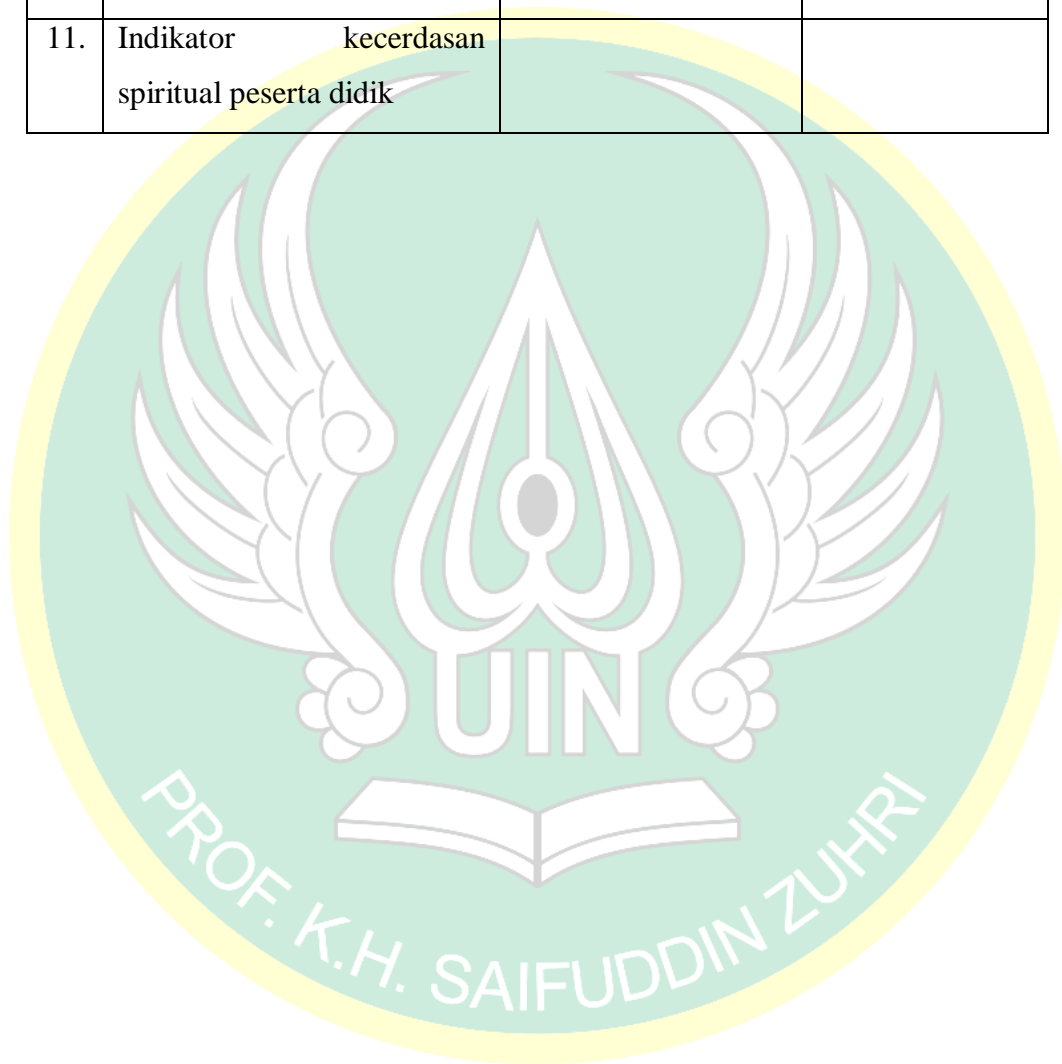 11. Indikator kecerdasan
spiritual peserta didik
UIN
PROF. K.H. SAIFUDDIN ZUHRI